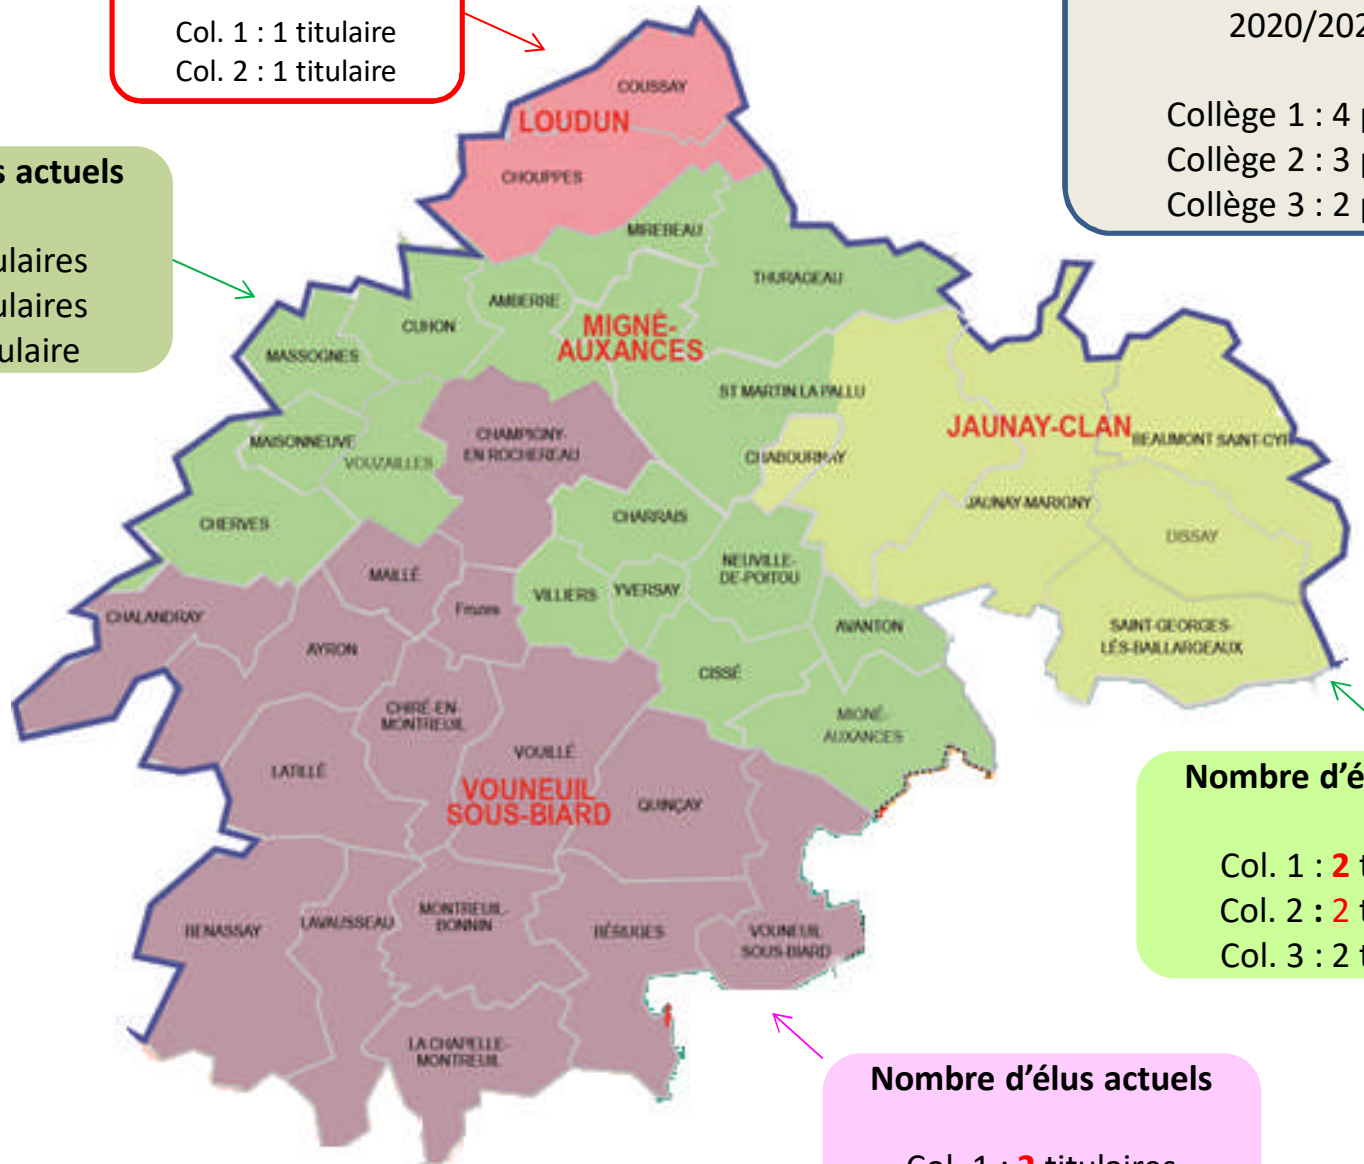 Col. 1 : 1 titulaire
Col. 2 : 1 titulaire
2020/202
Collège 1 : 4 p
Collège 2 : 3 p
Collège 3 : 2 p
s actuels
ulaires
ulaires
ulaire
COUSSAY
LOUDUN
CHOUPPES
MIREBEAU
THURAGEAU
AMBERRE
CUHON
MIGNÉ-
AUXANCES
MASSOGNES
ST MARTIN LA PALLU
JAUNAY-CLAN
BEAUMONT SAINT-CYR
MAISONNEUVE
VOUZAILLES
CHAMPIGNY-
EN ROCHEREAU
CHABOURNAY
JAUNAY-MARIGNY
CHERVES
CHARRAIS
DISSAY
MAILLÉ
NEUVILLE-
DE-POITOU
VILLIERS
YVERSAY
Frozes
CHALANDRAY
AVANTON
SAINT-GEORGES-
LÈS-BAILLARGEAUX
AYRON
CISSÉ
CHIRÉ-EN-
MONTREUIL
MIGNÉ-
AUXANCES
VOUILLÉ
LATILLÉ
VOUNEUIL
SOUS-BIARD
QUINÇAY
Nombre d'é
Col. 1 : 2 t
Col. 2 : 2 t
Col. 3 : 2 t
BENASSAY
LAVAUSSEAU
MONTREUIL-
BONNIN
BÉRUGES
VOUNEUIL
SOUS-BIARD
LA CHAPELLE-
MONTREUIL
Nombre d'élus actuels
Col. 1 : 2 titulaires